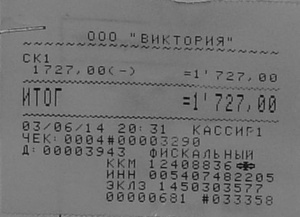 ООО "ВИКТОРИЯ"
СК1
1727,00(-) =1'727,00
ИТОГ =1'727,00
03/06/14 20:31 КАССИР1
ЧЕК: 0004#00003290
Д: 00003943 ФИСКАЛЬНЫЙ
ККМ 12408836
ИНН 005407482205
ЭКЛЗ 1450303577
00000681 #033358